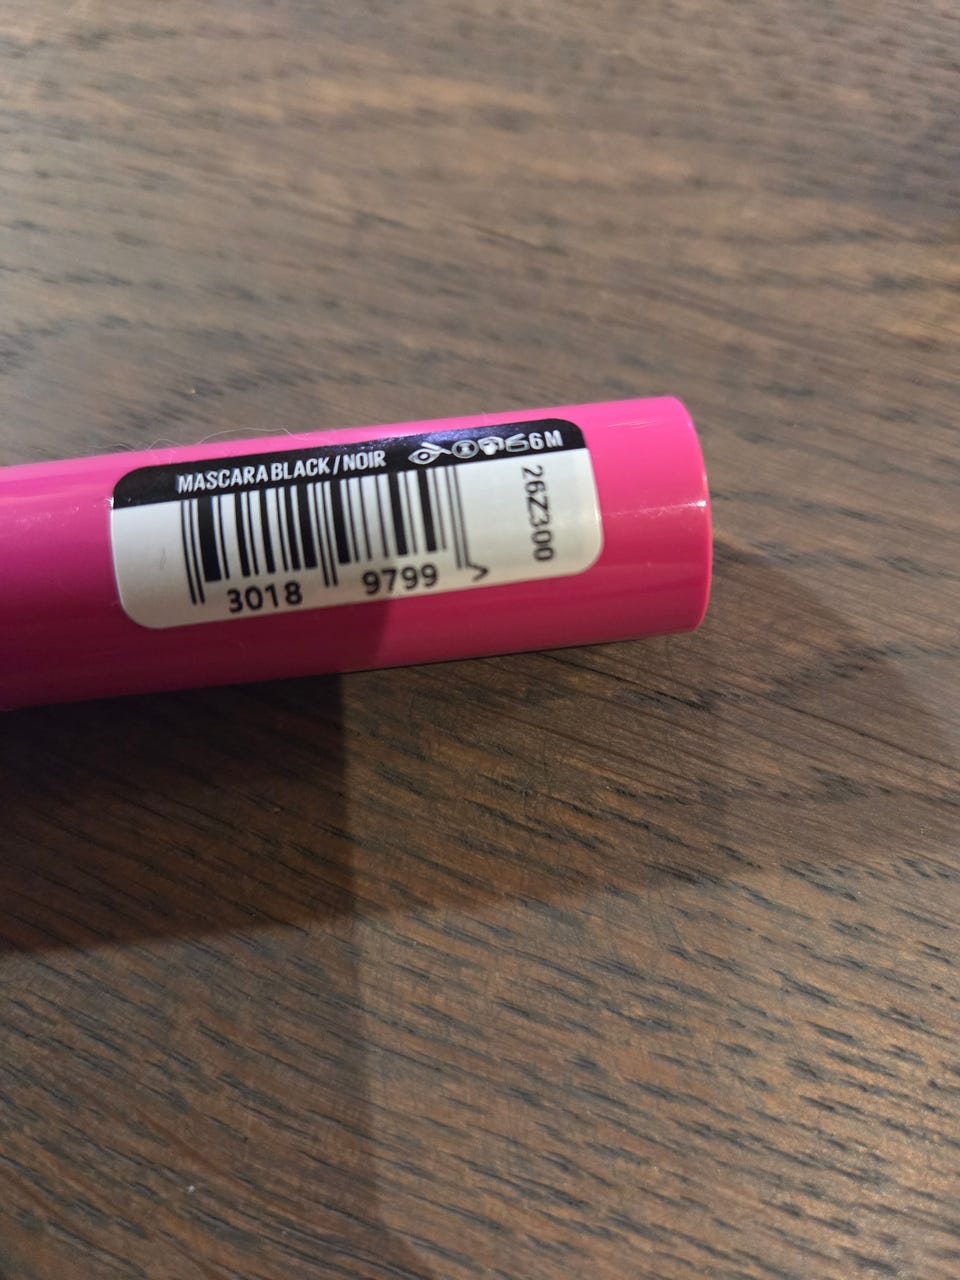 MASCARA BLACK / NOIR 6M
26Z300
3018 9799 >